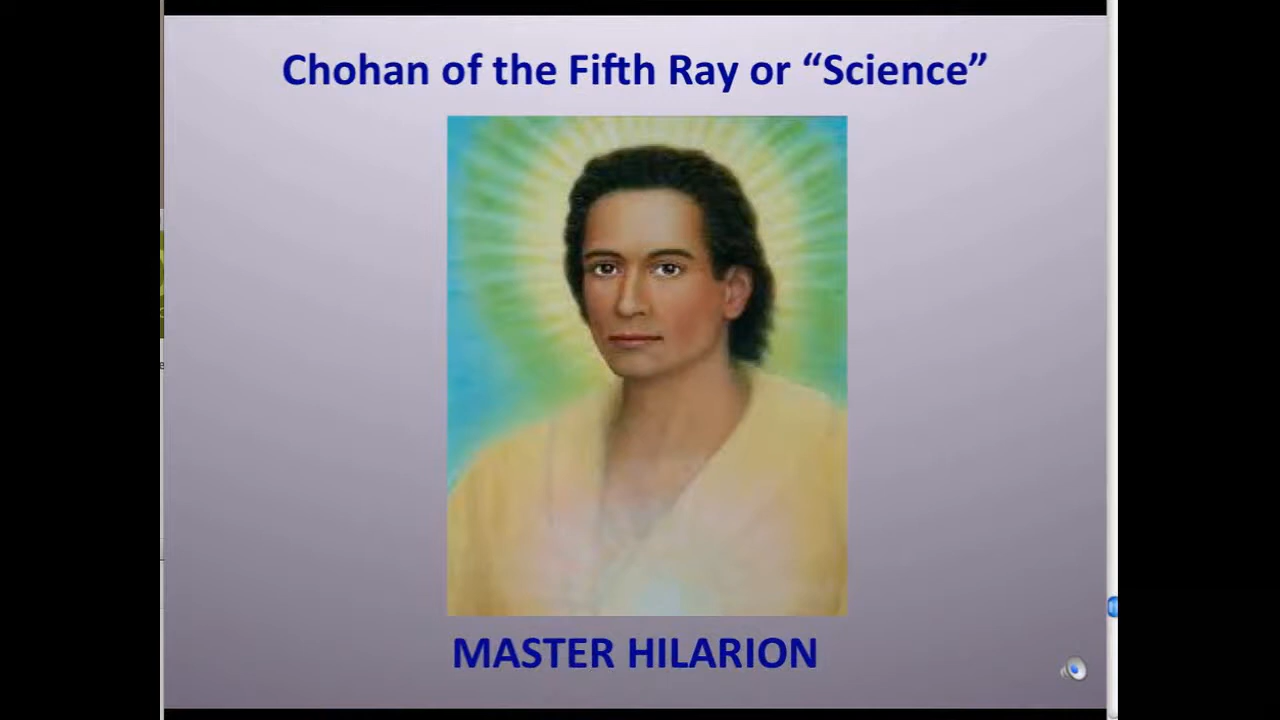 Chohan of the Fifth Ray or “Science”
MASTER HILARION